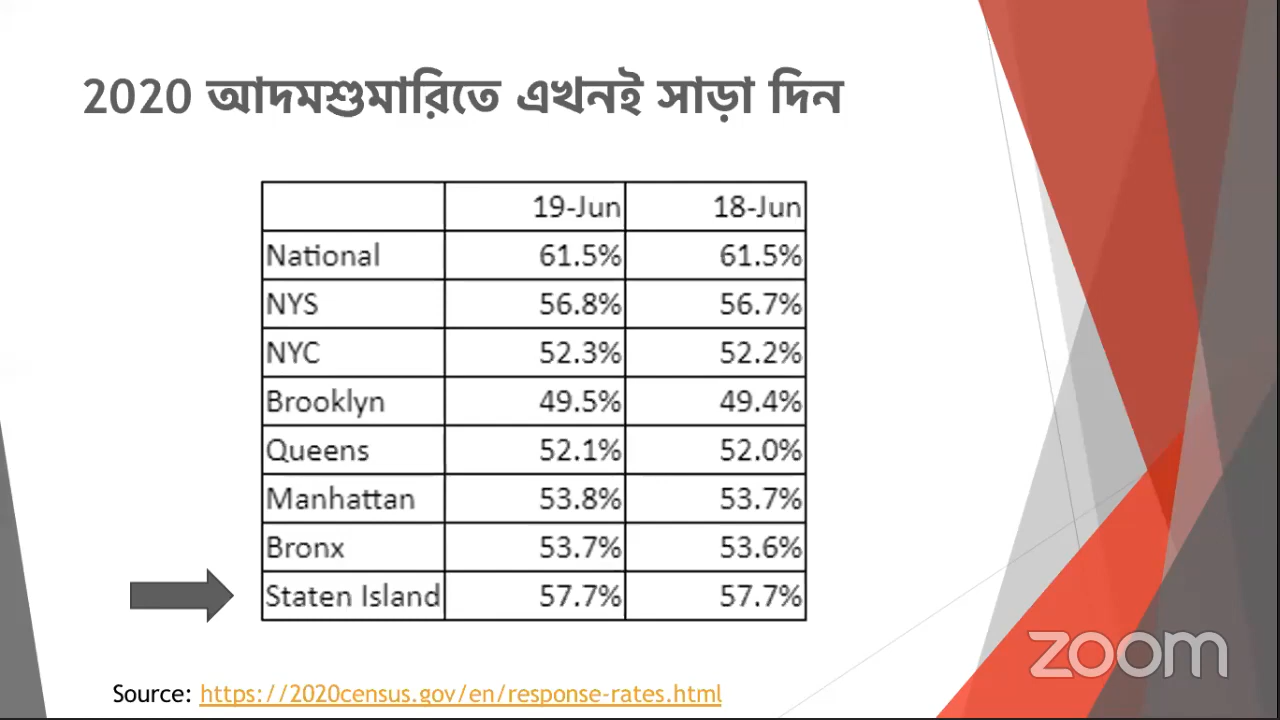 2020 আদমশুমারিতে এখনই সাড়া দিন
19-Jun 18-Jun
National 61.5% 61.5%
NYS 56.8% 56.7%
NYC 52.3% 52.2%
Brooklyn 49.5% 49.4%
Queens 52.1% 52.0%
Manhattan 53.8% 53.7%
Bronx 53.7% 53.6%
Staten Island 57.7% 57.7%
Source: https://2020census.gov/en/response-rates.html
zoom